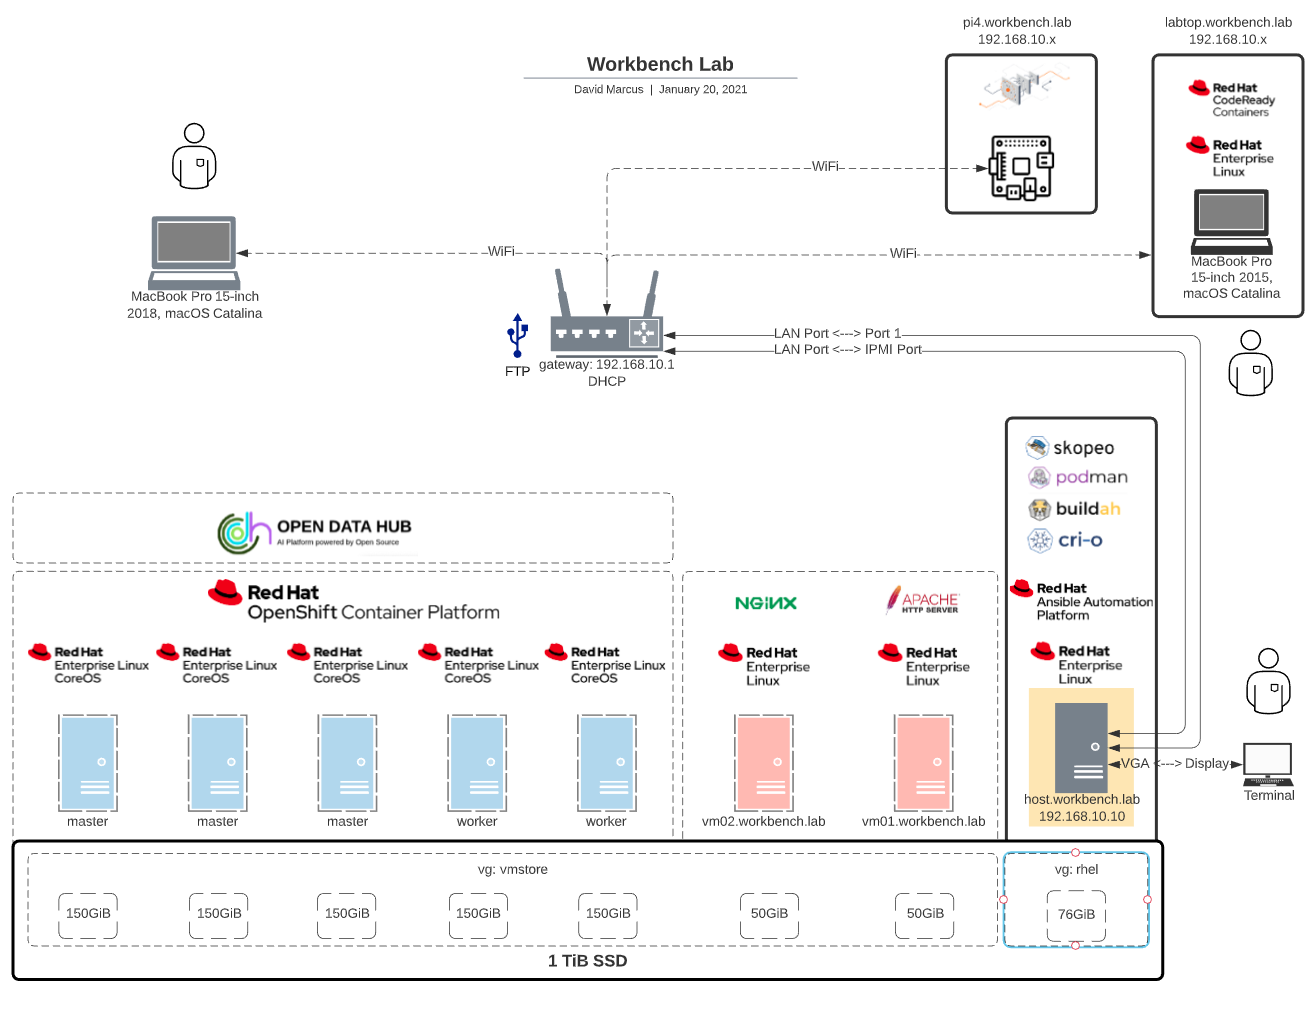 pi4.workbench.lab
192.168.10.x
labtop.workbench.lab
192.168.10.x
Workbench Lab
David Marcus | January 20, 2021
Red Hat
CodeReady
Containers
Red Hat
Enterprise
Linux
WiFi
WiFi
WiFi
MacBook Pro
15-inch 2015,
macOS Catalina
MacBook Pro 15-inch
2018, macOS Catalina
LAN Port <---> Port 1
LAN Port <---> IPMI Port
FTP
gateway: 192.168.10.1
DHCP
skopeo
podman
buildah
cri-o
OPEN DATA HUB
AI Platform powered by Open Source
Red Hat
OpenShift Container Platform
NGINX
APACHE
HTTP SERVER
Red Hat
Ansible Automation
Platform
Red Hat
Enterprise Linux
CoreOS
Red Hat
Enterprise Linux
CoreOS
Red Hat
Enterprise Linux
CoreOS
Red Hat
Enterprise Linux
CoreOS
Red Hat
Enterprise Linux
CoreOS
Red Hat
Enterprise
Linux
Red Hat
Enterprise
Linux
Red Hat
Enterprise
Linux
VGA <---> Display
Terminal
host.workbench.lab
192.168.10.10
master
master
master
worker
worker
vm02.workbench.lab
vm01.workbench.lab
vg: vmstore
vg: rhel
150GiB
150GiB
150GiB
150GiB
150GiB
50GiB
50GiB
76GiB
1 TiB SSD